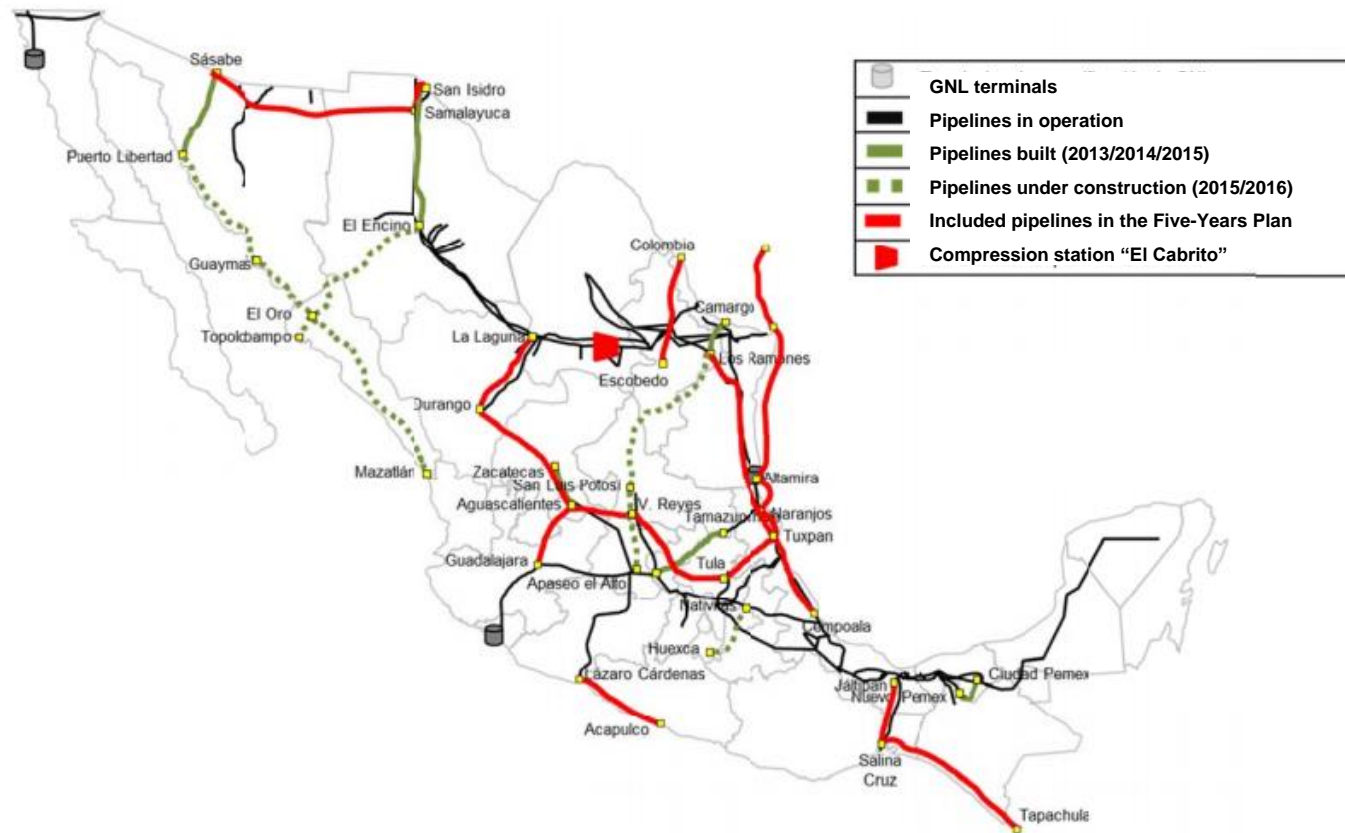 Sásabe
San Isidro
Samalayuca
Puerto Libertad
El Encino
Guaymas
El Oro
Topolobampo
Colombia
Camargo
La Laguna
Los Ramones
Escobedo
Durango
Mazatlán
Zacatecas
San Luis Potosí
Aguascalientes
V. Reyes
Altamira
Naranjos
Tuxpan
Guadalajara
Apaseo el Alto
Tula
Nativitas
Cempoala
Huexca
Lázaro Cárdenas
Acapulco
Jáltipan
Nuevo Pemex
Ciudad Pemex
Salina
Cruz
Tapachula
GNL terminals
Pipelines in operation
Pipelines built (2013/2014/2015)
Pipelines under construction (2015/2016)
Included pipelines in the Five-Years Plan
Compression station “El Cabrito”